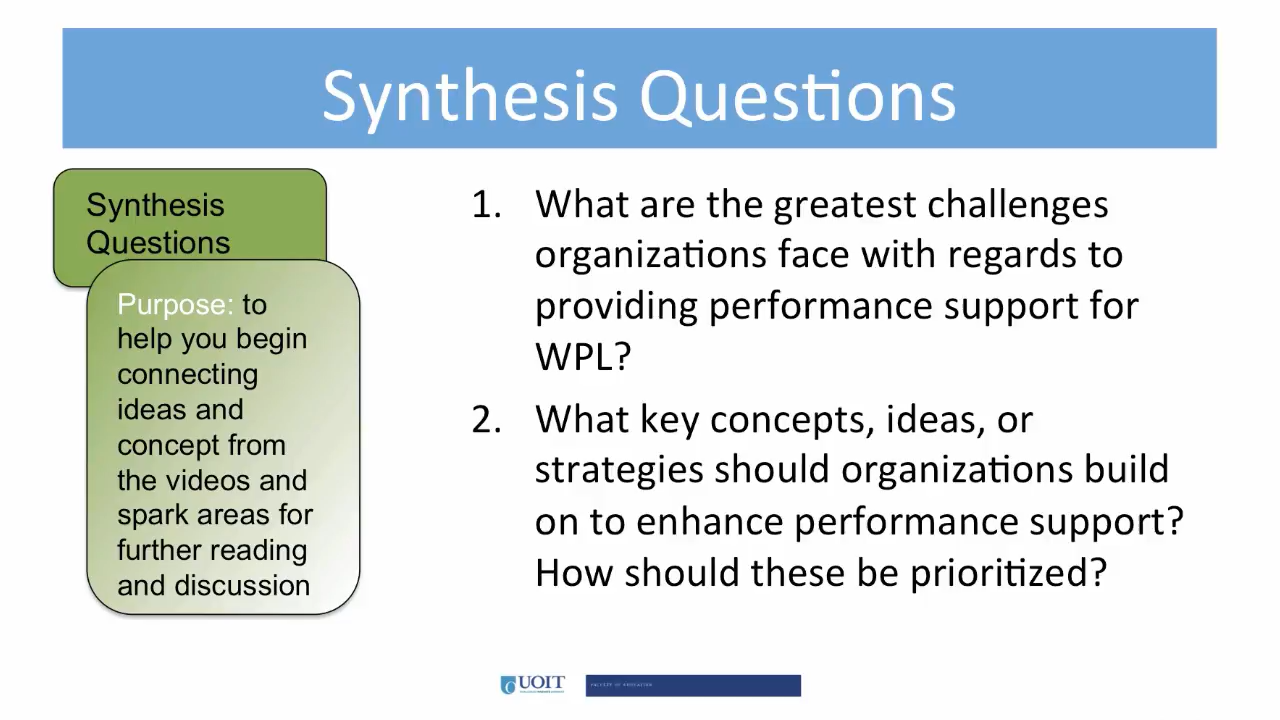 Synthesis Questions
Synthesis
Questions
Purpose: to
help you begin
connecting
ideas and
concept from
the videos and
spark areas for
further reading
and discussion
1. What are the greatest challenges
organizations face with regards to
providing performance support for
WPL?
2. What key concepts, ideas, or
strategies should organizations build
on to enhance performance support?
How should these be prioritized?
UOIT
FACULTY OF EDUCATION